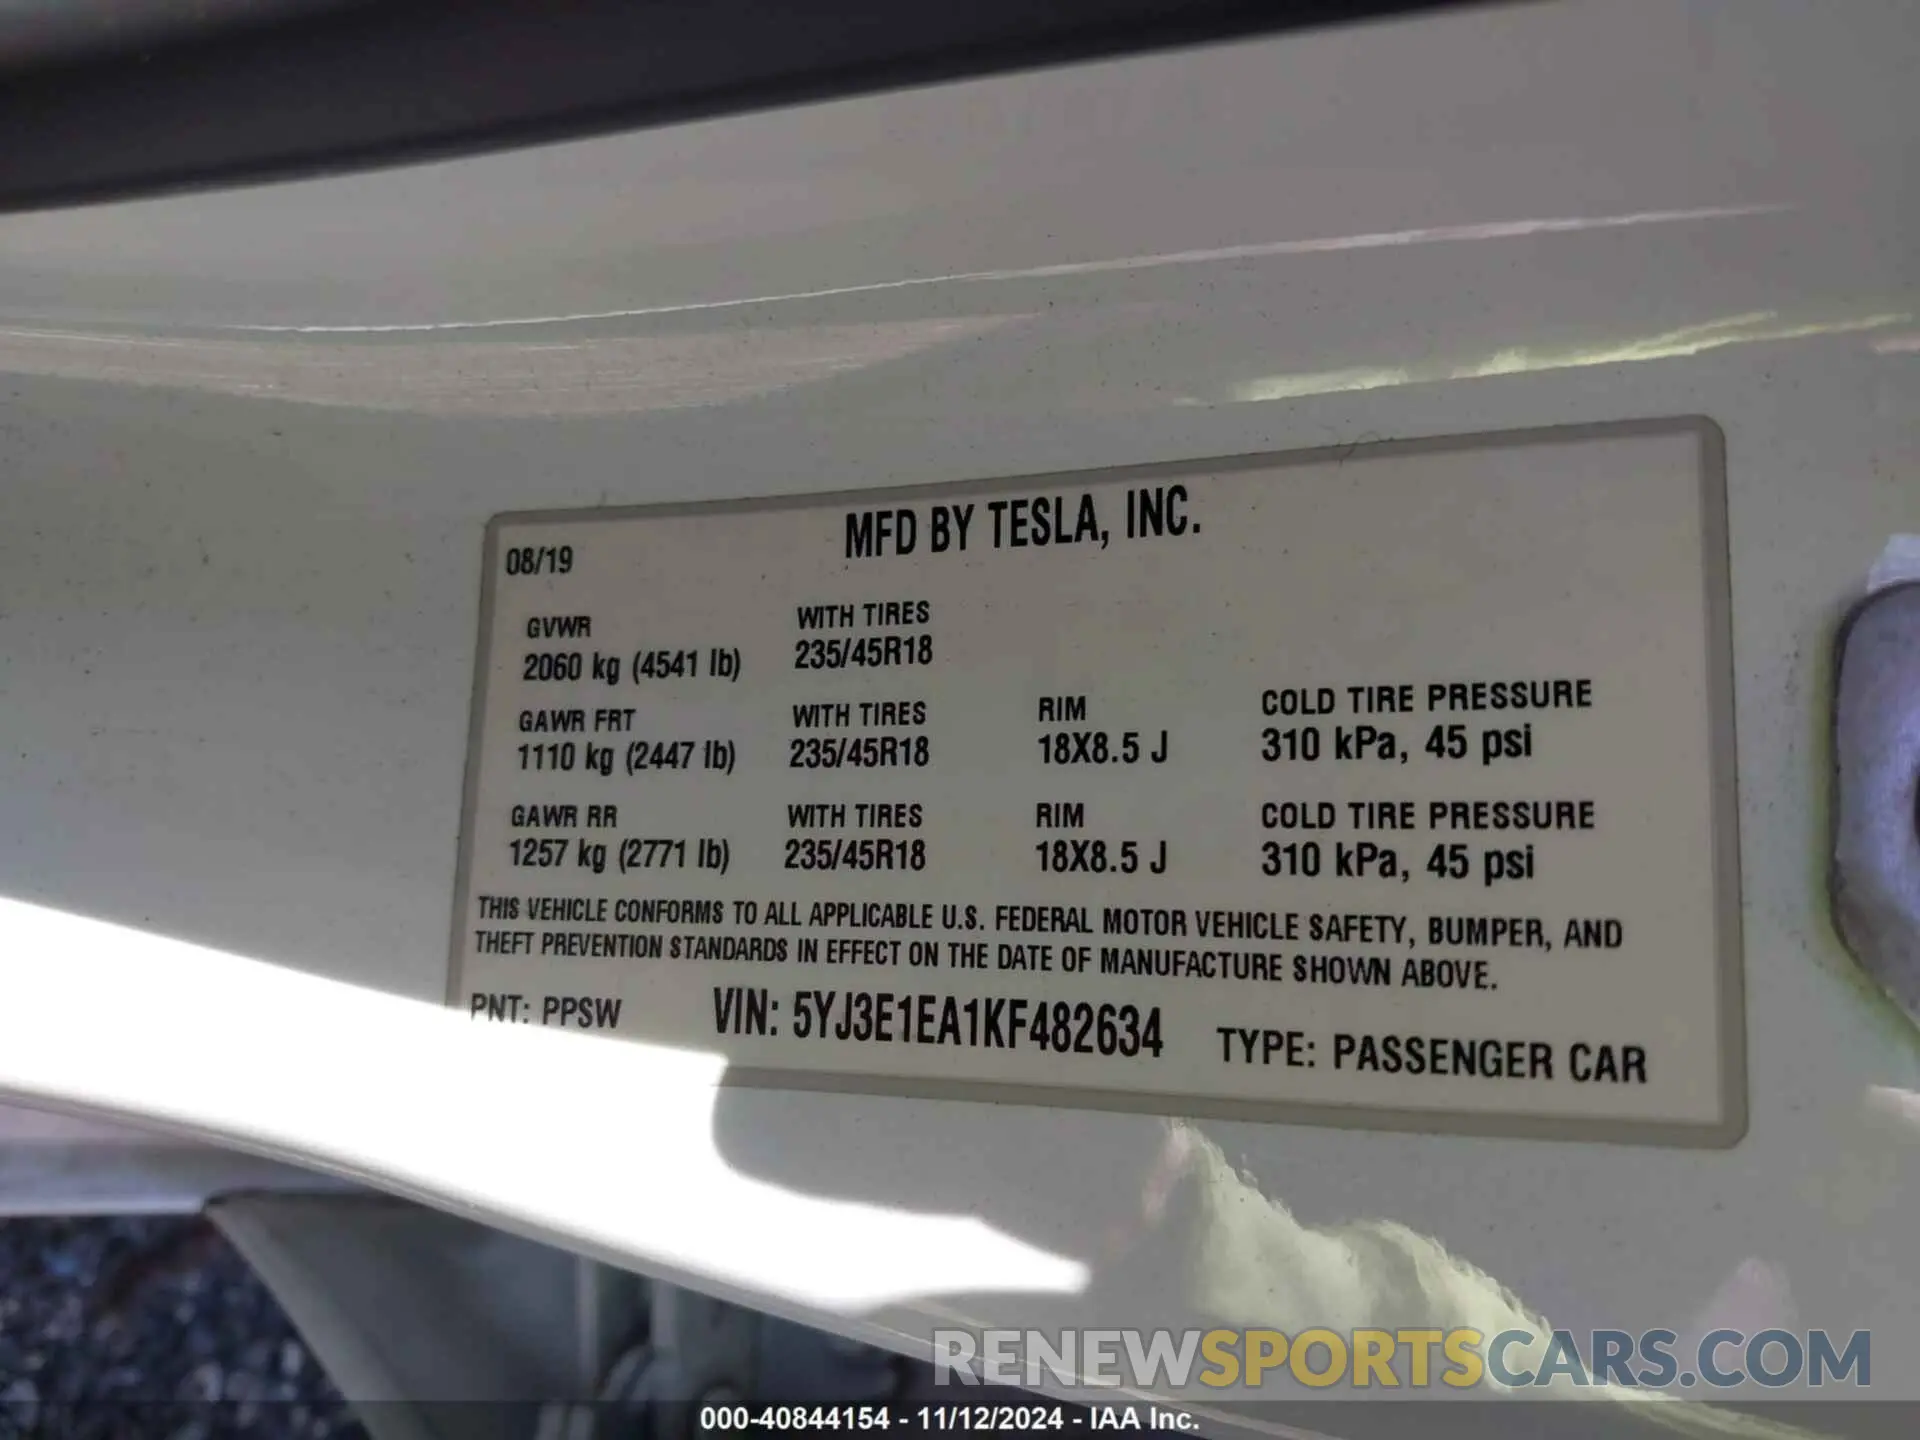 MFD BY TESLA, INC.
08/19
GVWR WITH TIRES
2060 kg (4541 lb) 235/45R18
GAWR FRT WITH TIRES RIM COLD TIRE PRESSURE
1110 kg (2447 lb) 235/45R18 18X8.5 J 310 kPa, 45 psi
GAWR RR WITH TIRES RIM COLD TIRE PRESSURE
1257 kg (2771 lb) 235/45R18 18X8.5 J 310 kPa, 45 psi
THIS VEHICLE CONFORMS TO ALL APPLICABLE U.S. FEDERAL MOTOR VEHICLE SAFETY, BUMPER, AND
THEFT PREVENTION STANDARDS IN EFFECT ON THE DATE OF MANUFACTURE SHOWN ABOVE.
PNT: PPSW VIN: 5YJ3E1EA1KF482634 TYPE: PASSENGER CAR
RENEWSPORTSCARS.COM
000-40844154 - 11/12/2024 - IAA Inc.